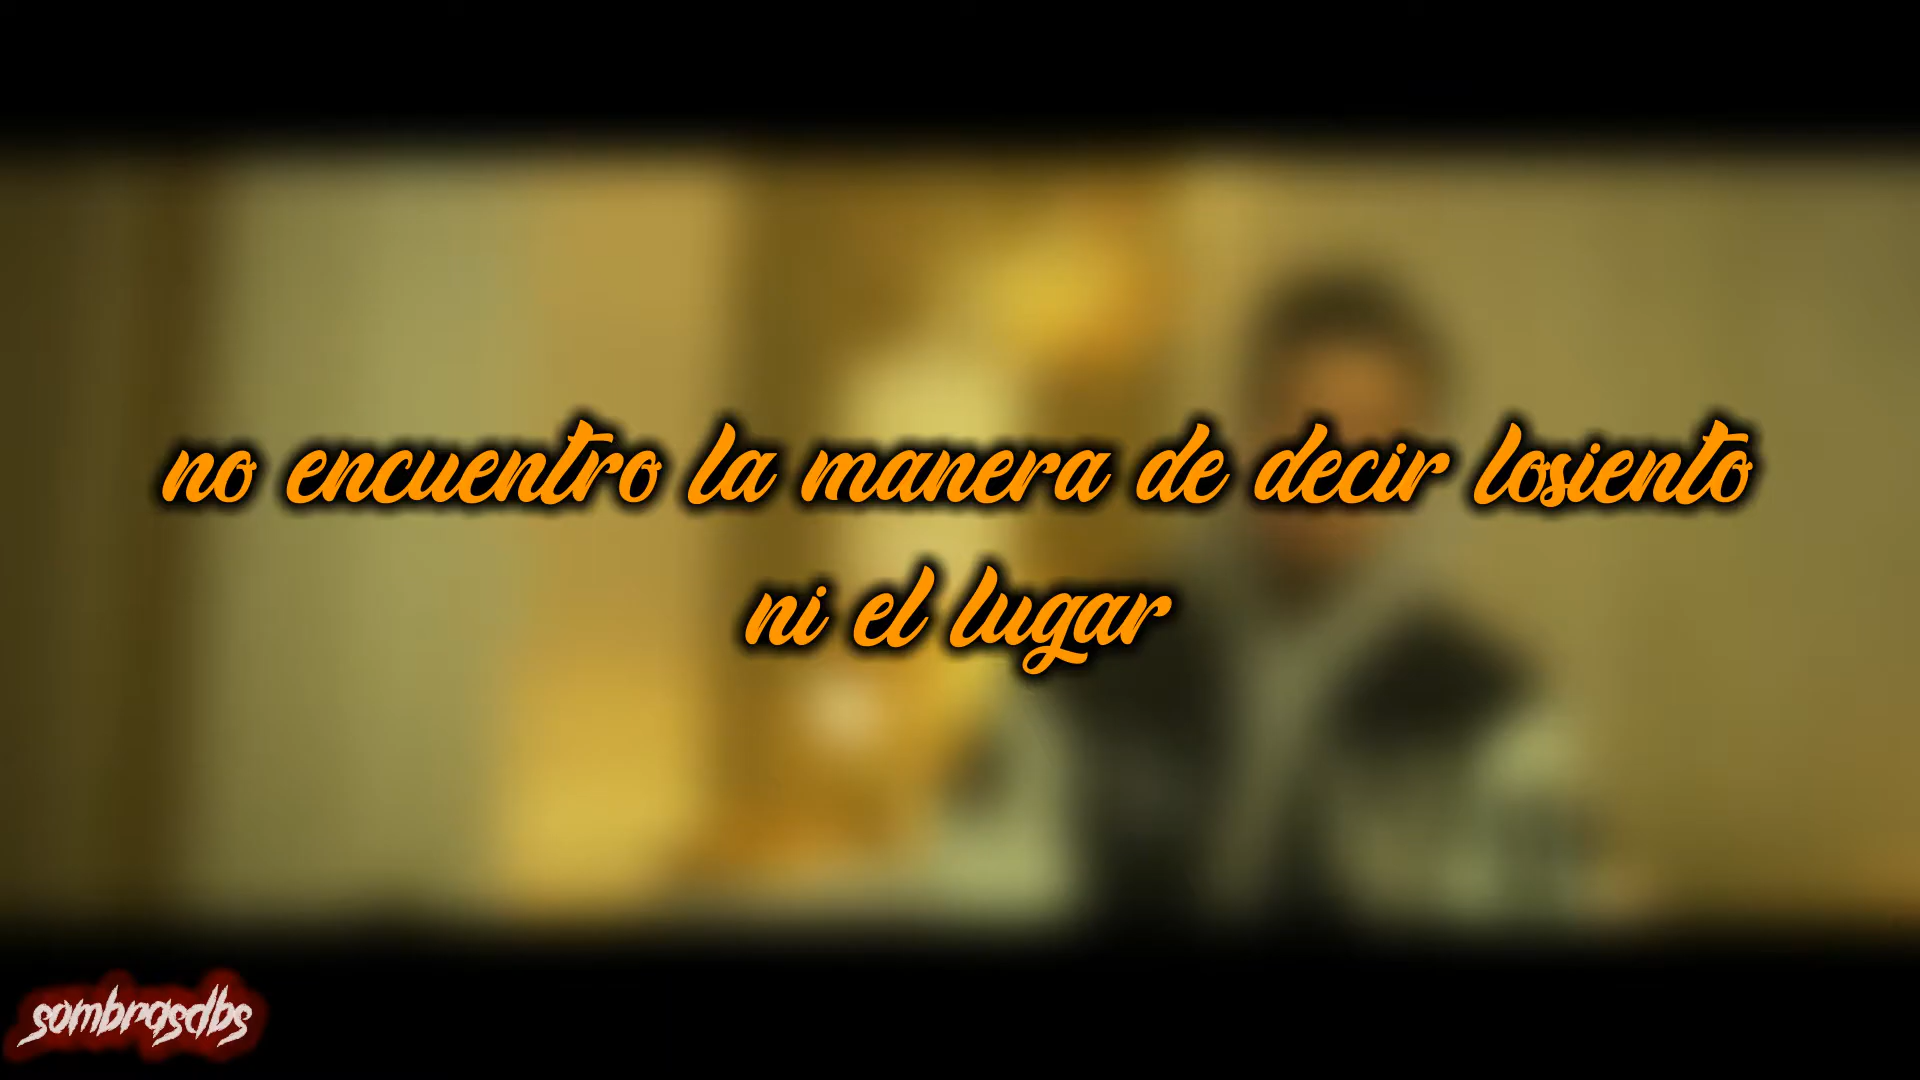 no encuentro la manera de decir losiento
ni el lugar
sombrasdbs